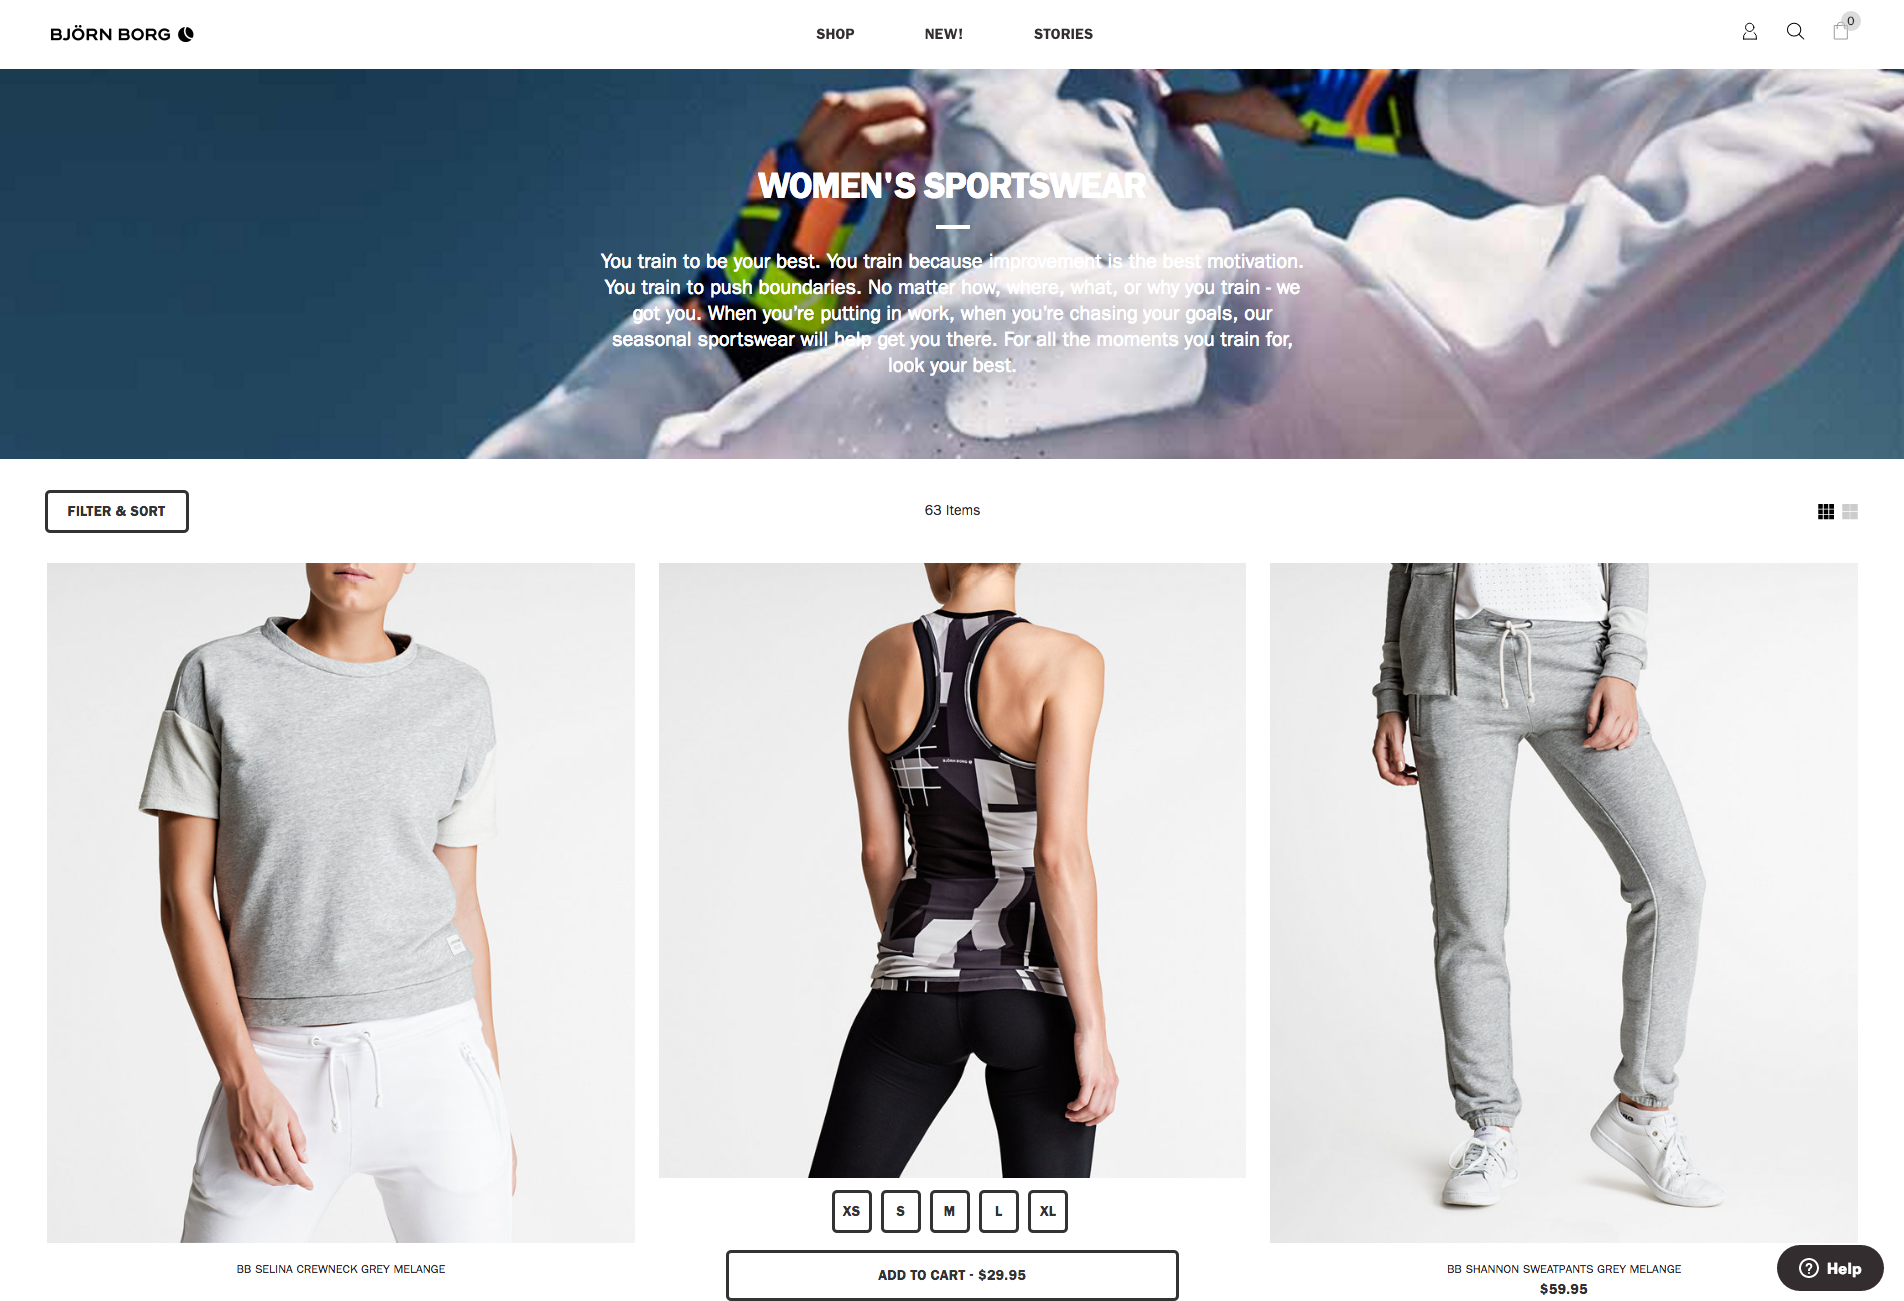 BJÖRN BORG
SHOP
NEW!
STORIES
0
WOMEN'S SPORTSWEAR
You train to be your best. You train because improvement is the best motivation.
You train to push boundaries. No matter how, where, what, or why you train - we
got you. When you're putting in work, when you're chasing your goals, our
seasonal sportswear will help get you there. For all the moments you train for,
look your best.
FILTER & SORT
63 Items
XS
S
M
L
XL
BB SELINA CREWNECK GREY MELANGE
ADD TO CART - $29.95
BB SHANNON SWEATPANTS GREY MELANGE
$59.95
? Help